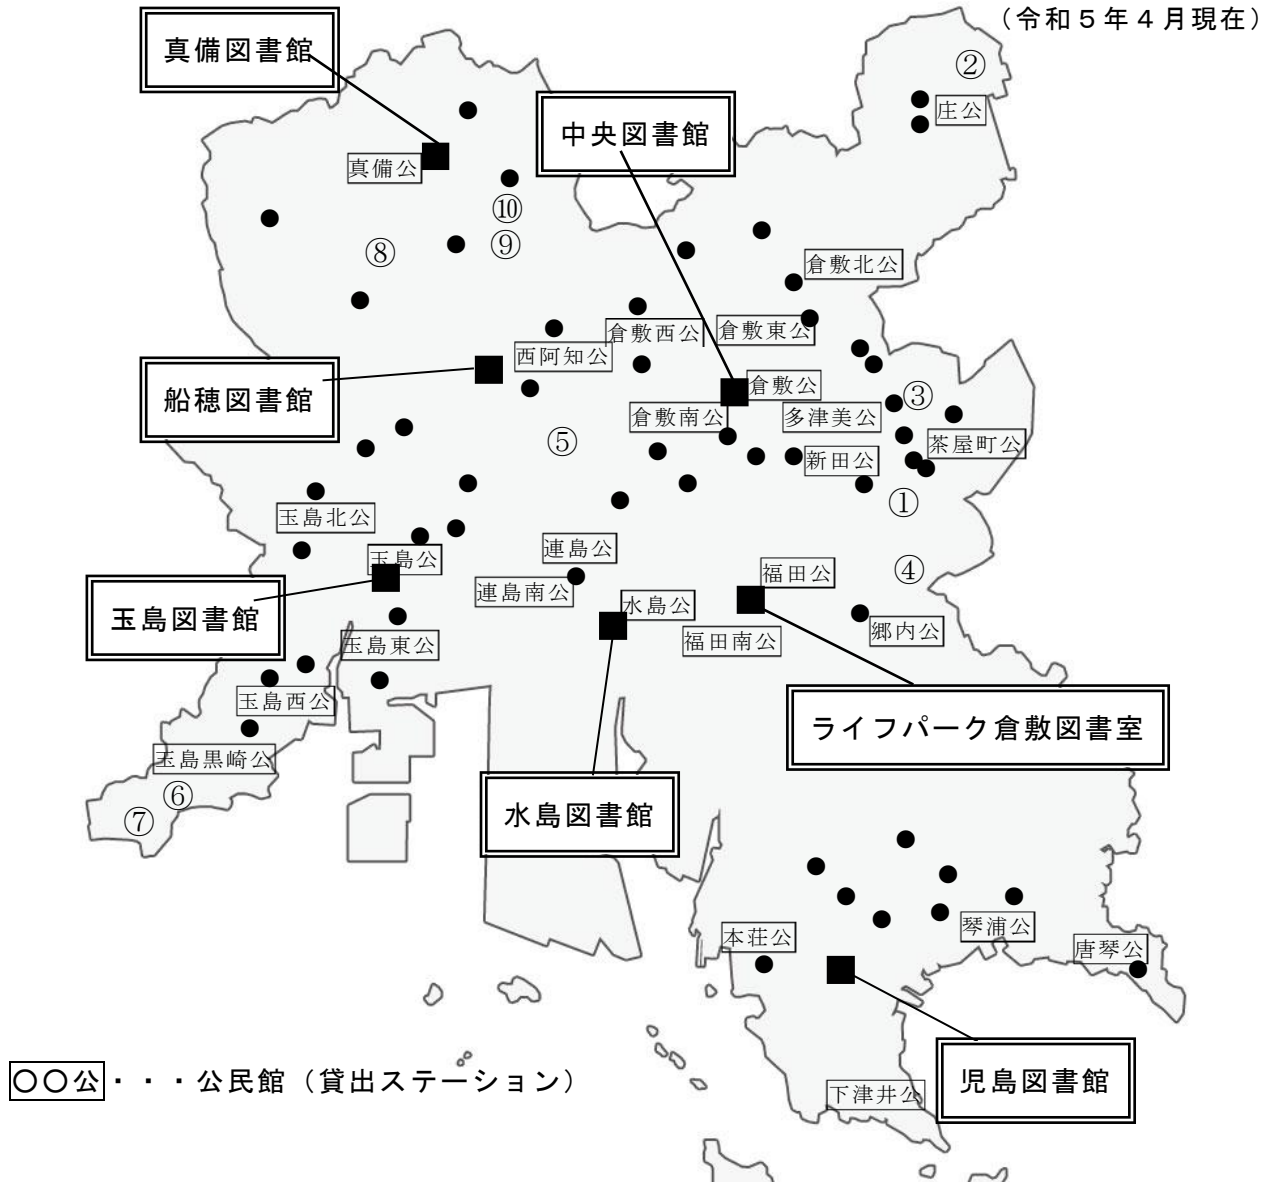 （令和５年４月現在）
真備図書館
②
庄公
中央図書館
真備公
⑩
⑨
⑧
倉敷北公
倉敷西公
倉敷東公
西阿知公
船穂図書館
倉敷公
③
倉敷南公
多津美公
茶屋町公
⑤
新田公
①
玉島北公
連島公
玉島公
福田公
④
連島南公
水島公
玉島図書館
福田南公
郷内公
玉島東公
玉島西公
ライフパーク倉敷図書室
玉島黒崎公
⑥
⑦
水島図書館
本荘公
琴浦公
唐琴公
〇〇公・・・公民館（貸出ステーション）
下津井公
児島図書館